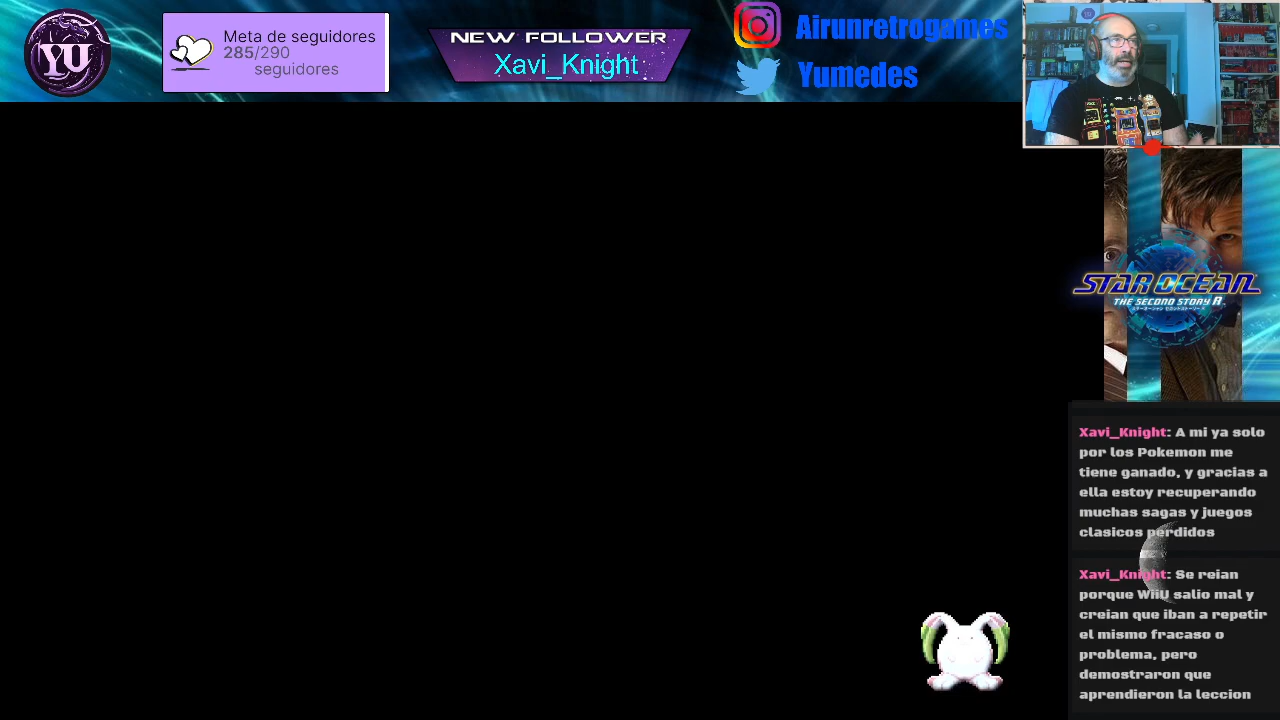 YU
Meta de seguidores
285/290
seguidores
NEW FOLLOWER
Xavi_Knight
Airunretrogames
Yumedes
STAR OCEAN
THE SECOND STORY R
Xavi_Knight: A mi ya solo
por los Pokemon me
tiene ganado, y gracias a
ella estoy recuperando
muchas sagas y juegos
clasicos perdidos
Xavi_Knight: Se reian
porque WiiU salio mal y
creian que iban a repetir
el mismo fracaso o
problema, pero
demostraron que
aprendieron la leccion